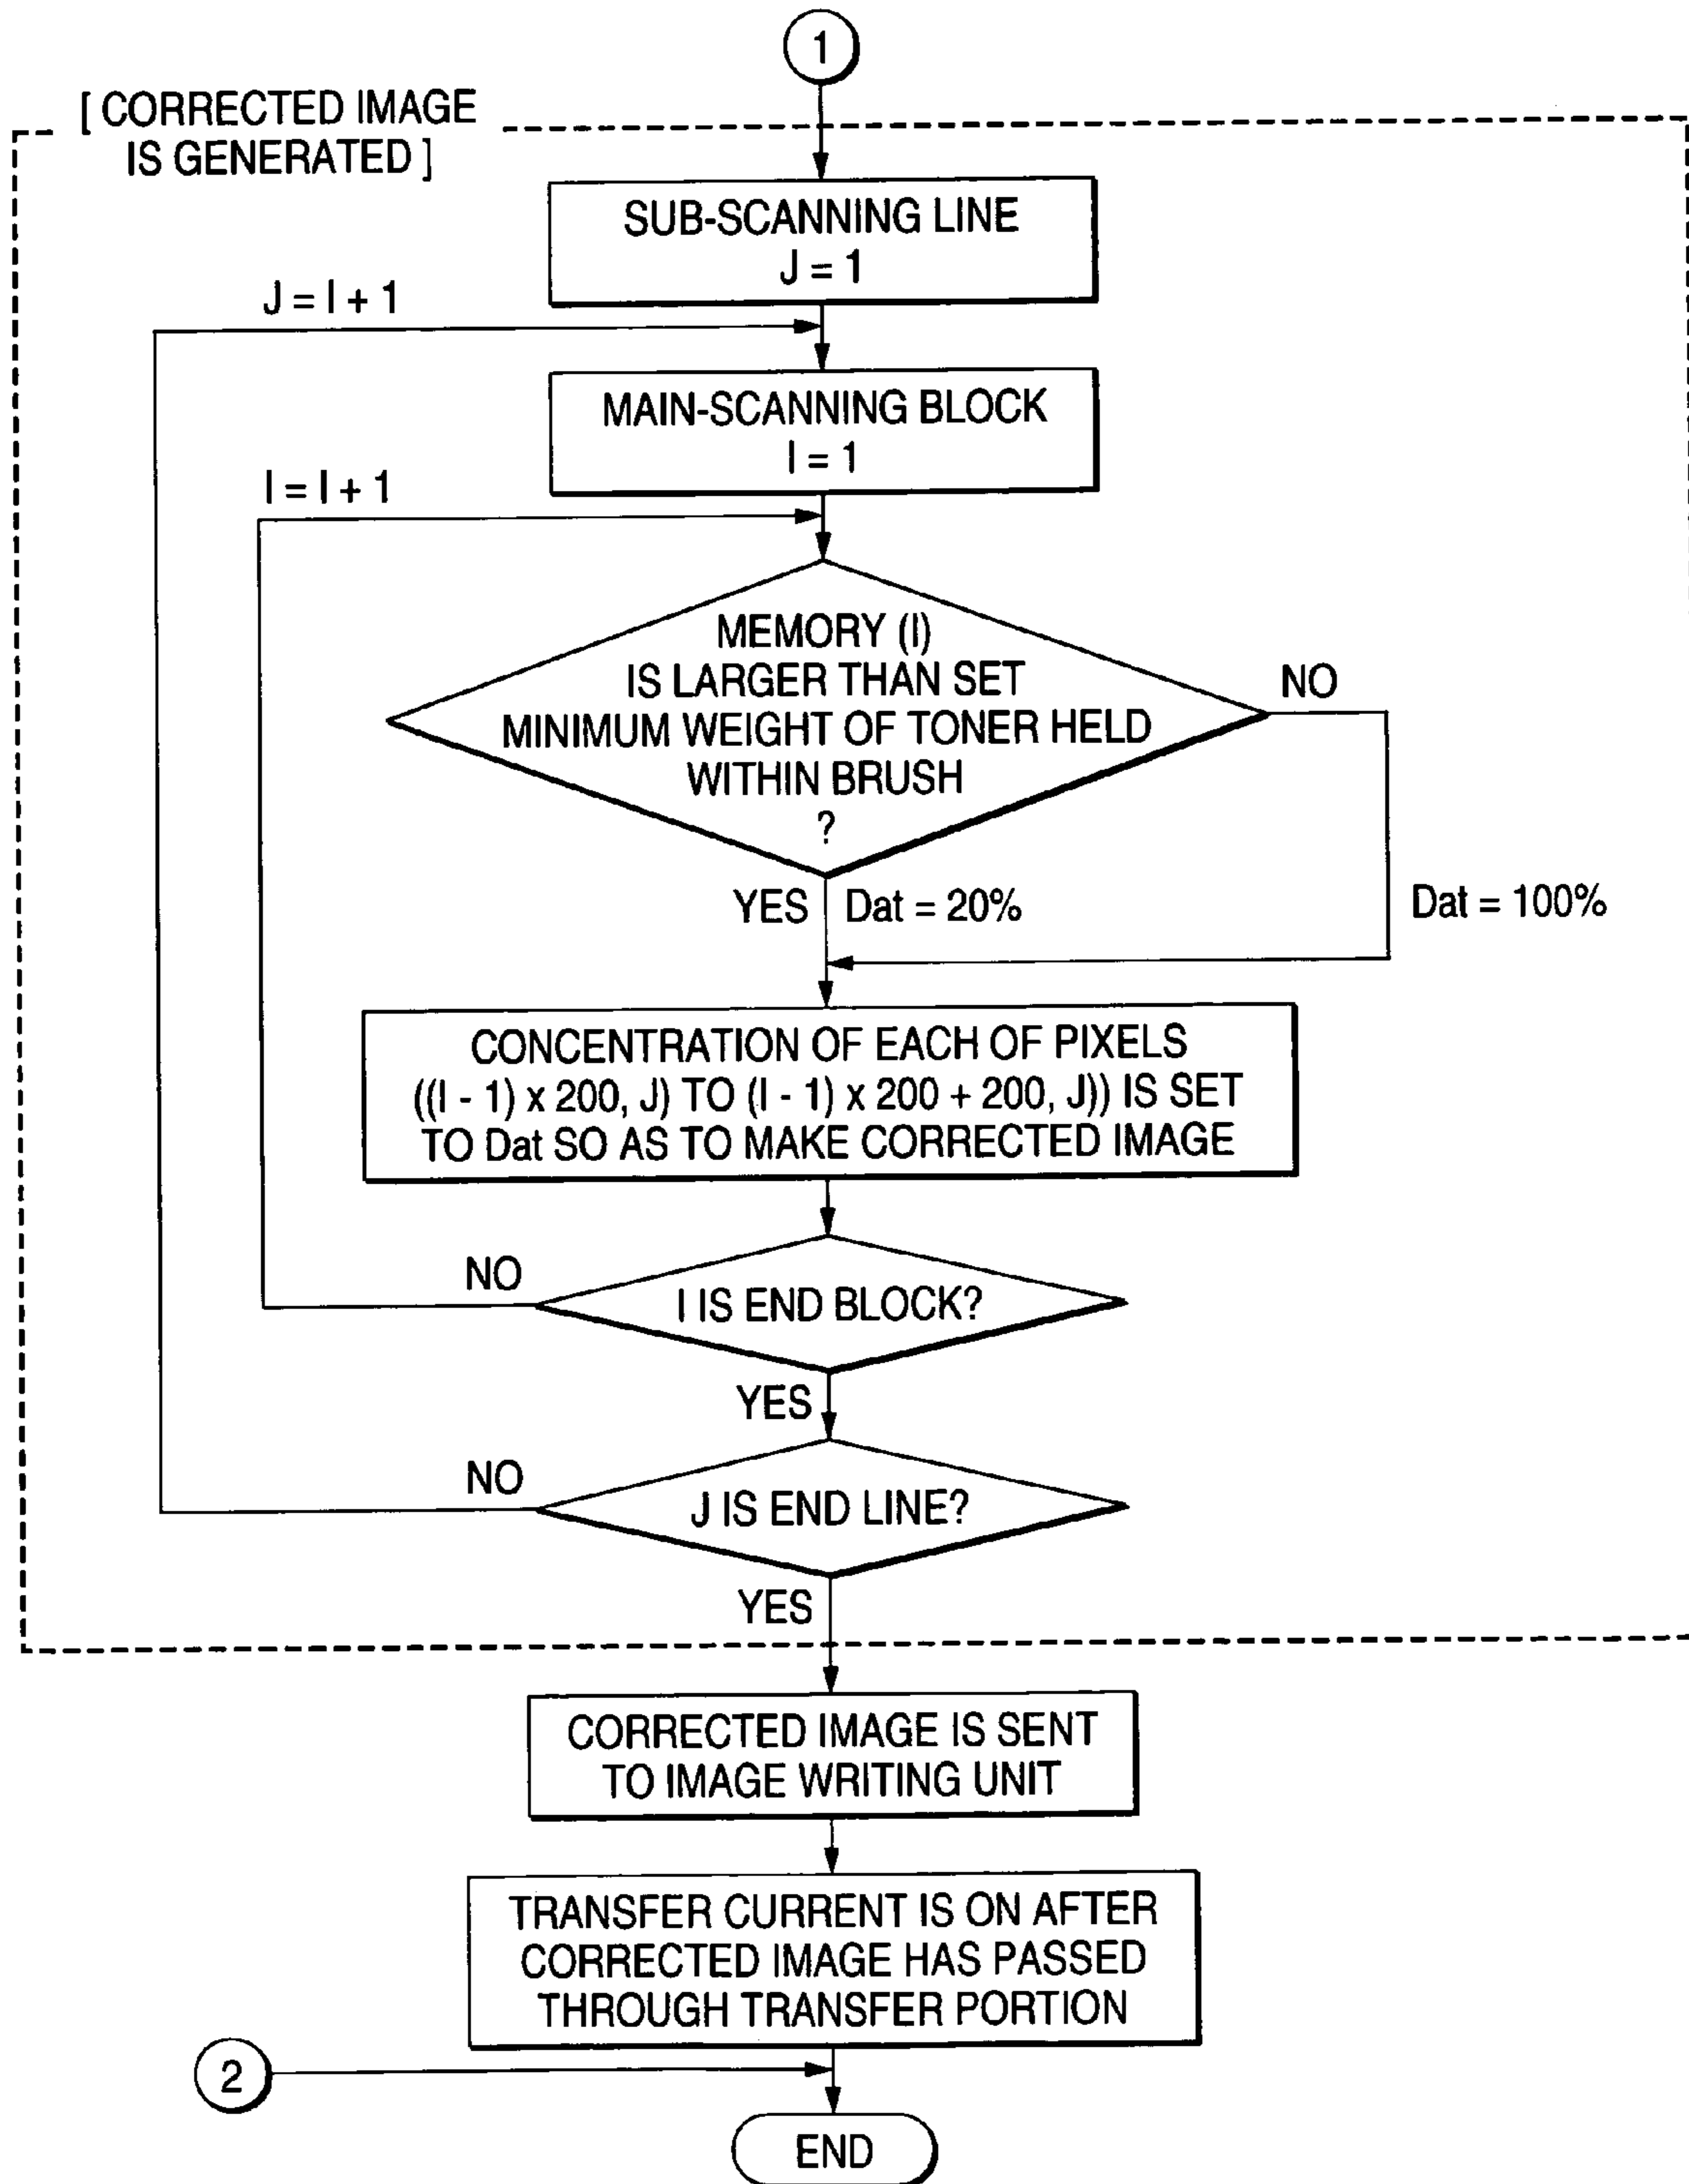 1
[ CORRECTED IMAGE
IS GENERATED ]
SUB-SCANNING LINE
J = 1
J = I + 1
MAIN-SCANNING BLOCK
I = 1
I = I + 1
MEMORY (I)
IS LARGER THAN SET
MINIMUM WEIGHT OF TONER HELD
WITHIN BRUSH
?
NO
YES
Dat = 20%
Dat = 100%
CONCENTRATION OF EACH OF PIXELS
((I - 1) x 200, J) TO (I - 1) x 200 + 200, J)) IS SET
TO Dat SO AS TO MAKE CORRECTED IMAGE
NO
I IS END BLOCK?
YES
NO
J IS END LINE?
YES
CORRECTED IMAGE IS SENT
TO IMAGE WRITING UNIT
TRANSFER CURRENT IS ON AFTER
CORRECTED IMAGE HAS PASSED
THROUGH TRANSFER PORTION
2
END